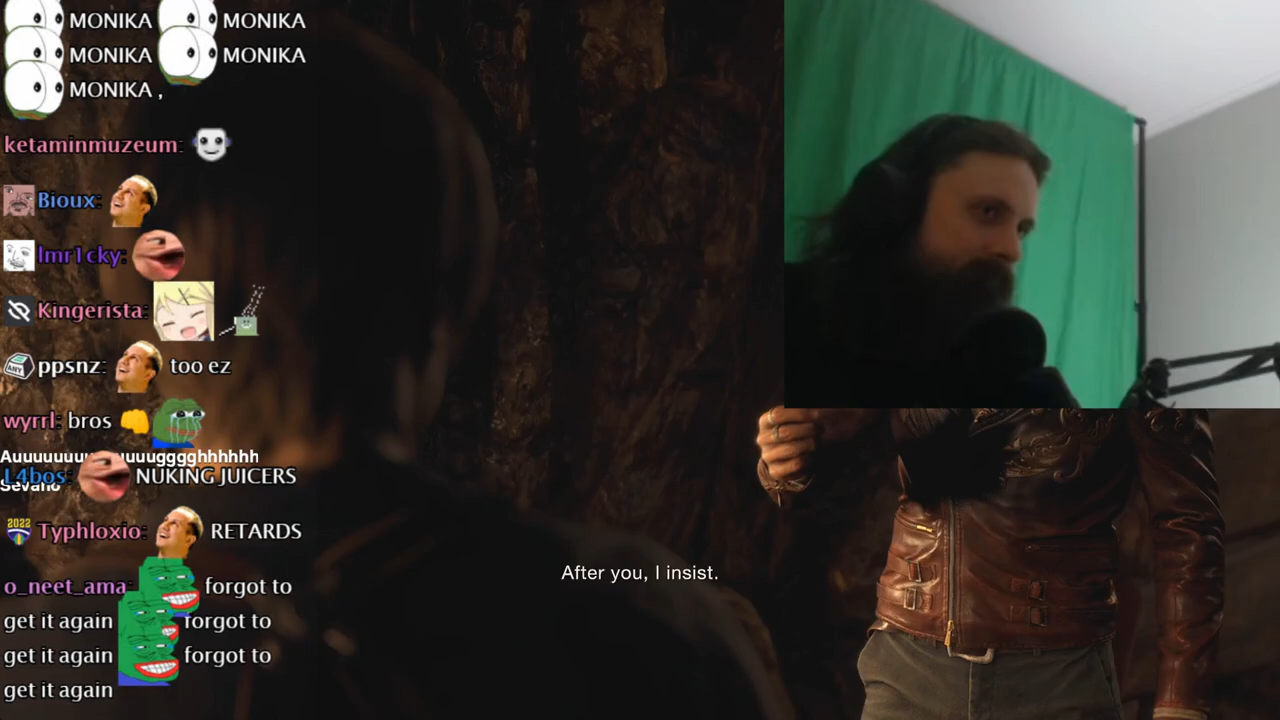 MONIKA MONIKA
MONIKA MONIKA
MONIKA ,
ketaminmuzeum:
Bioux:
lmr1cky:
Kingerista:
ANY ppsnz: too ez
wyrrl: bros
L4bos: NUKING JUICERS
2022 Typhloxio: RETARDS
o_neet_ama: forgot to
get it again forgot to
get it again forgot to
get it again
After you, I insist.